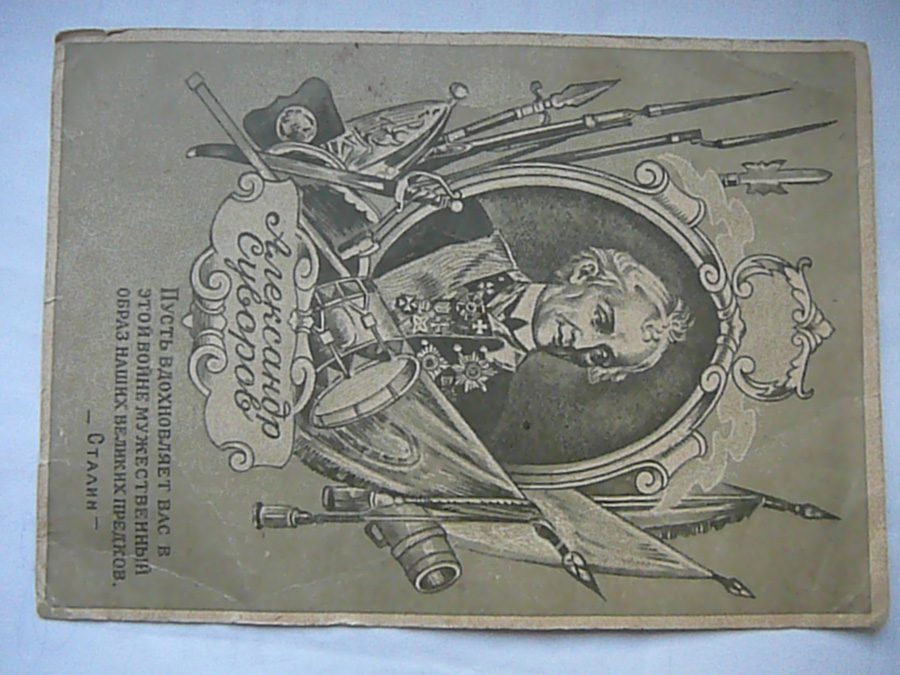 Александр
Суворов
Пусть вдохновляет вас в
этой войне мужественный
образ наших великих предков.
— Сталин —